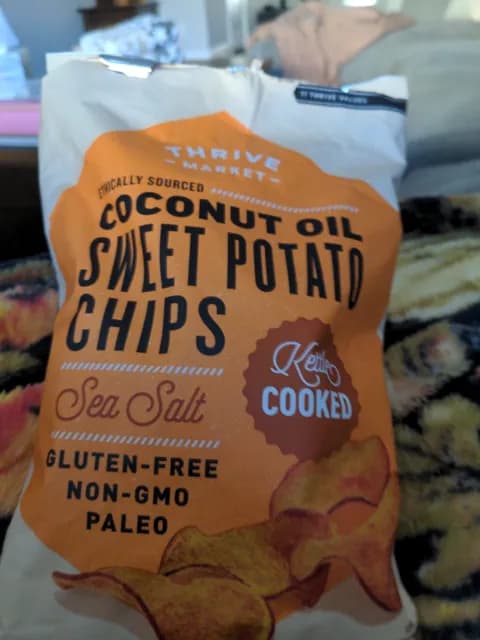 THRIVE
MARKET
ETHICALLY SOURCED
COCONUT OIL
SWEET POTATO
CHIPS
Kettle
COOKED
Sea Salt
GLUTEN-FREE
NON-GMO
PALEO